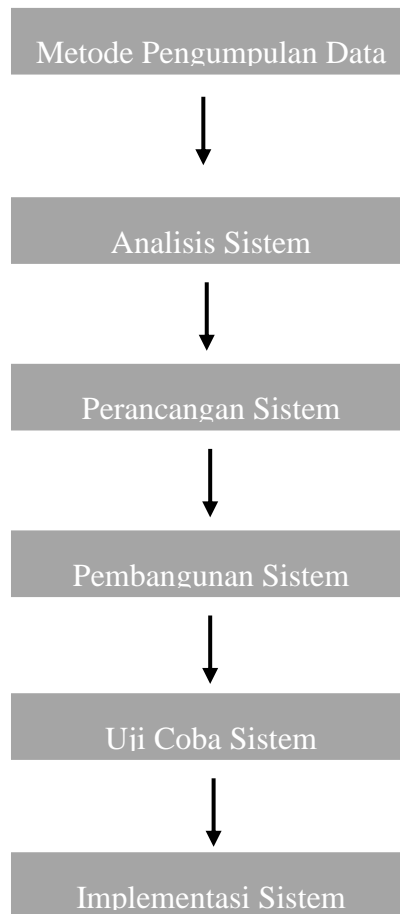 Metode Pengumpulan Data
Analisis Sistem
Perancangan Sistem
Pembangunan Sistem
Uji Coba Sistem
Implementasi Sistem